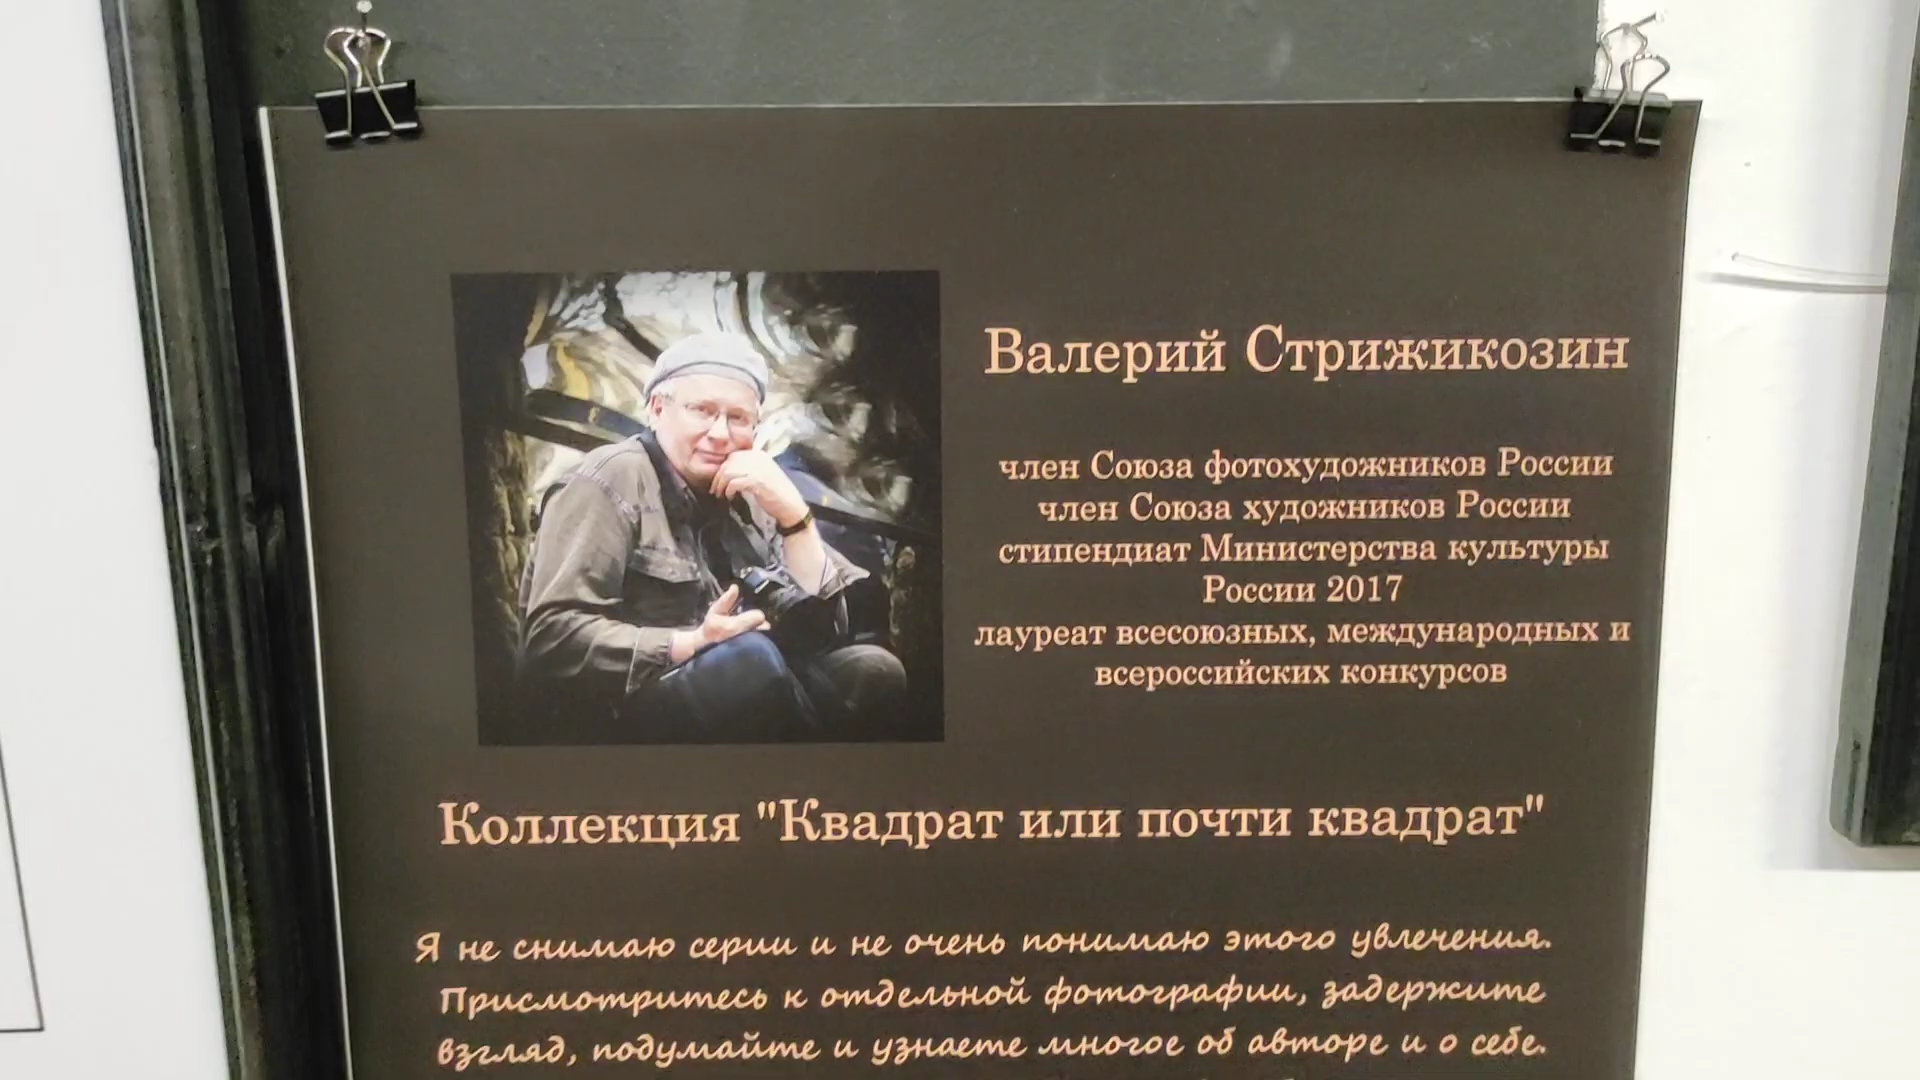 Валерий Стрижикозин
член Союза фотохудожников России
член Союза художников России
стипендиат Министерства культуры
России 2017
лауреат всесоюзных, международных и
всероссийских конкурсов
Коллекция "Квадрат или почти квадрат"
Я не снимаю серии и не очень понимаю этого увлечения.
Присмотритесь к отдельной фотографии, задержите
взгляд, подумайте и узнаете многое об авторе и о себе.